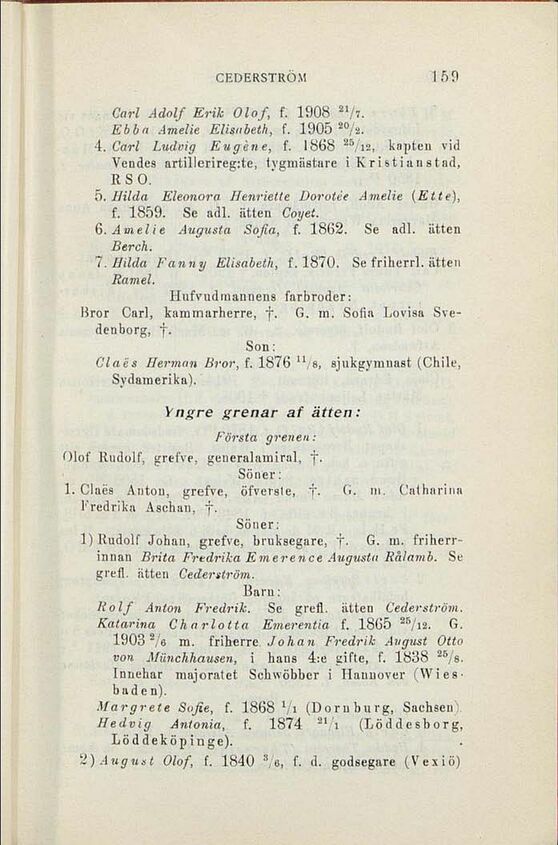 CEDERSTRÖM 159
Carl Adolf Erik Olof, f. 1908 21/7.
Ebba Amelie Elisabeth, f. 1905 20/2.
4. Carl Ludvig Eugène, f. 1868 25/12, kapten vid
Vendes artillerireg:te, tygmästare i Kristianstad,
RSO.
5. Hilda Eleonora Henriette Dorotée Amelie (Ette),
f. 1859. Se adl. ätten Coyet.
6. Amelie Augusta Sofia, f. 1862. Se adl. ätten
Berch.
7. Hilda Fanny Elisabeth, f. 1870. Se friherrl. ätten
Ramel.
Hufvudmannens farbroder:
Bror Carl, kammarherre, †. G. m. Sofia Lovisa Sve-
denborg, †.
Son:
Claës Herman Bror, f. 1876 11/8, sjukgymnast (Chile,
Sydamerika).
Yngre grenar af ätten:
Första grenen:
Olof Rudolf, grefve, generalamiral, †.
Söner:
1. Claës Anton, grefve, öfverste, †. G. m. Catharina
Fredrika Aschan, †.
Söner:
1) Rudolf Johan, grefve, bruksegare, †. G. m. friherr-
innan Brita Fredrika Emerence Augusta Rålamb. Se
grefl. ätten Cederström.
Barn:
Rolf Anton Fredrik. Se grefl. ätten Cederström.
Katarina Charlotta Emerentia f. 1865 25/12. G.
1903 2/6 m. friherre Johan Fredrik August Otto
von Münchhausen, i hans 4:e gifte, f. 1838 25/8.
Innehar majoratet Schwöbber i Hannover (Wies-
baden).
Margrete Sofie, f. 1868 1/1 (Dornburg, Sachsen).
Hedvig Antonia, f. 1874 21/1 (Löddesborg,
Löddeköpinge).
2) August Olof, f. 1840 3/6, f. d. godsegare (Vexiö)